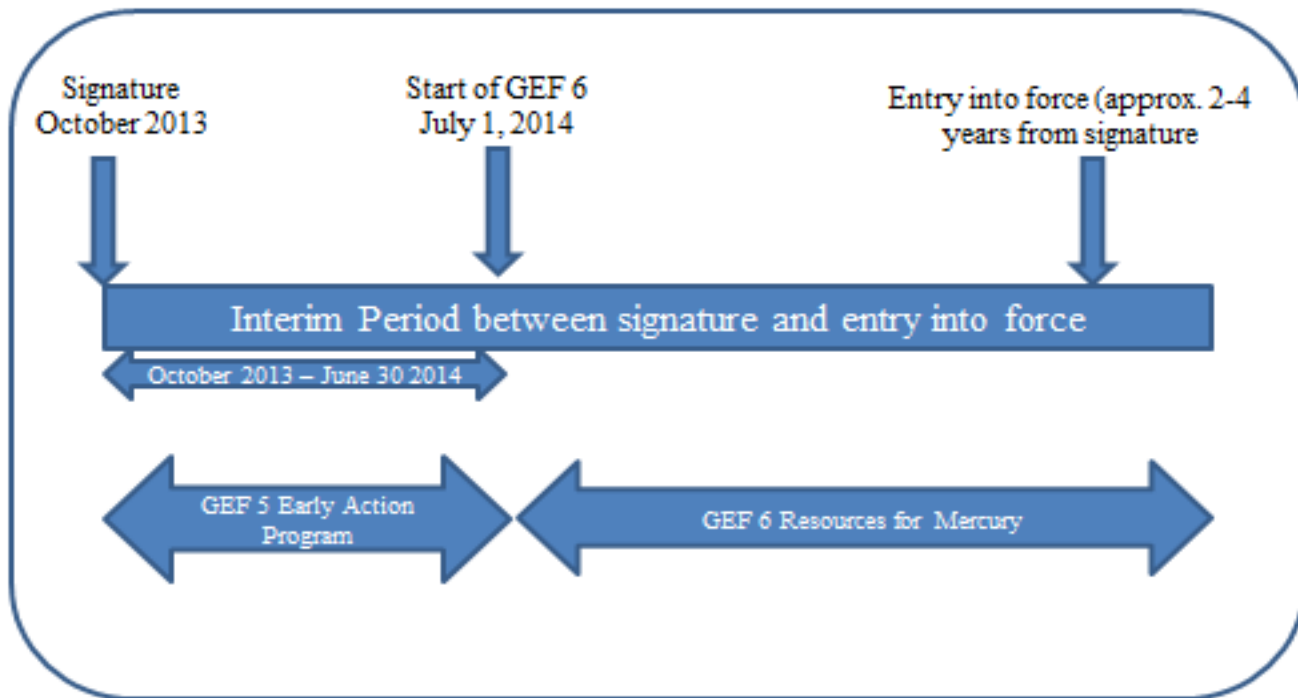 Signature
October 2013
Start of GEF 6
July 1, 2014
Entry into force (approx. 2-4
years from signature
Interim Period between signature and entry into force
October 2013 – June 30 2014
GEF 5 Early Action
Program
GEF 6 Resources for Mercury